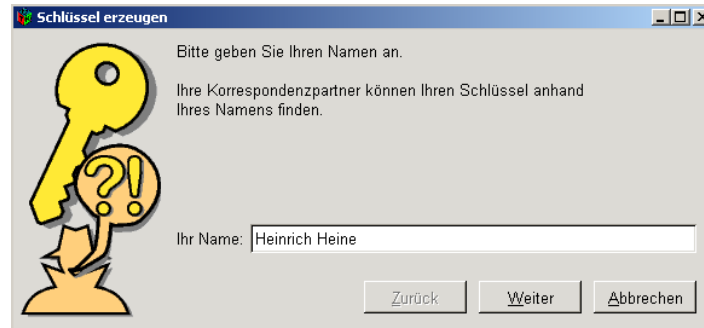 Schlüssel erzeugen
Bitte geben Sie Ihren Namen an.
Ihre Korrespondenzpartner können Ihren Schlüssel anhand
Ihres Namens finden.
?!
Ihr Name: Heinrich Heine
Zurück Weiter Abbrechen